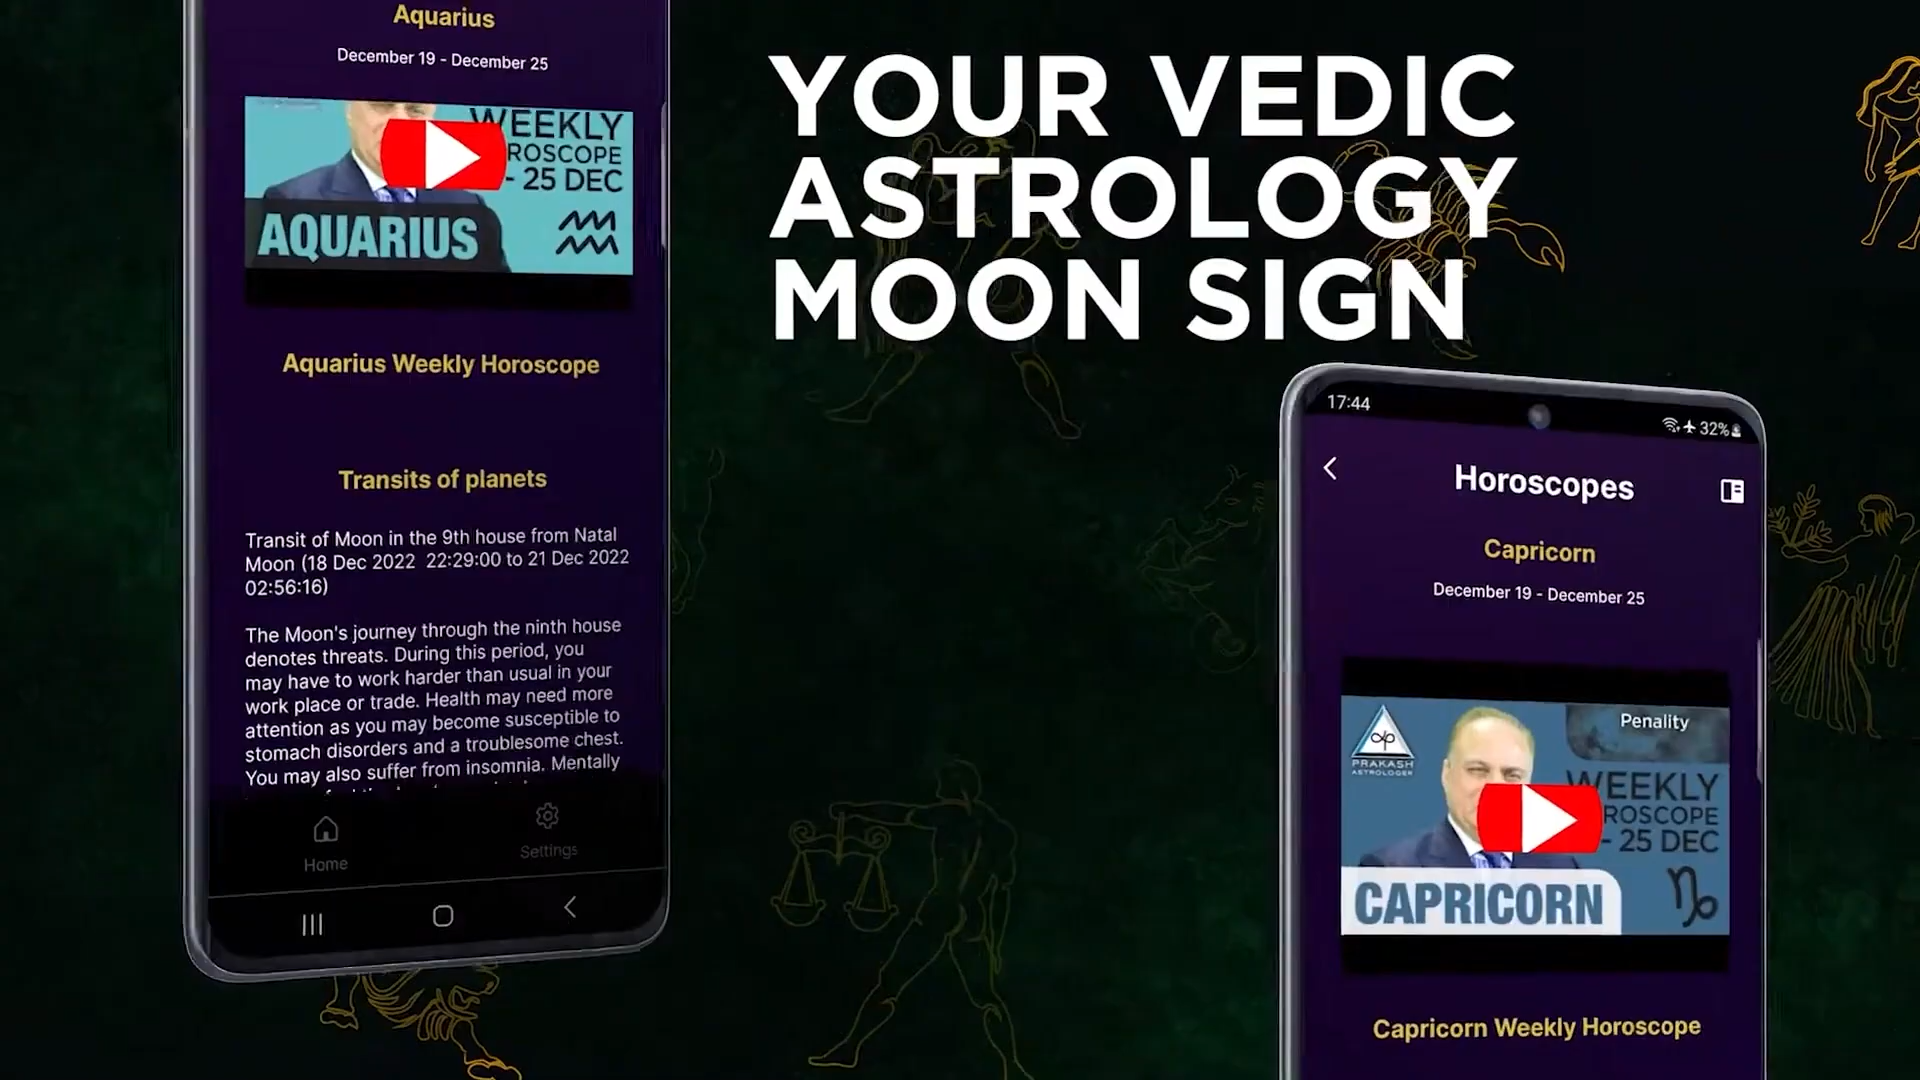 Aquarius
December 19 - December 25
WEEKLY
ROSCOPE
- 25 DEC
AQUARIUS
Aquarius Weekly Horoscope
Transits of planets
Transit of Moon in the 9th house from Natal
Moon (18 Dec 2022 22:29:00 to 21 Dec 2022
02:56:16)
The Moon's journey through the ninth house
denotes threats. During this period, you
may have to work harder than usual in your
work place or trade. Health may need more
attention as you may become susceptible to
stomach disorders and a troublesome chest.
You may also suffer from insomnia. Mentally
Home
Settings
YOUR VEDIC
ASTROLOGY
MOON SIGN
17:44
32%
Horoscopes
Capricorn
December 19 - December 25
PRAKASH
ASTROLOGER
Penality
WEEKLY
ROSCOPE
- 25 DEC
CAPRICORN
Capricorn Weekly Horoscope